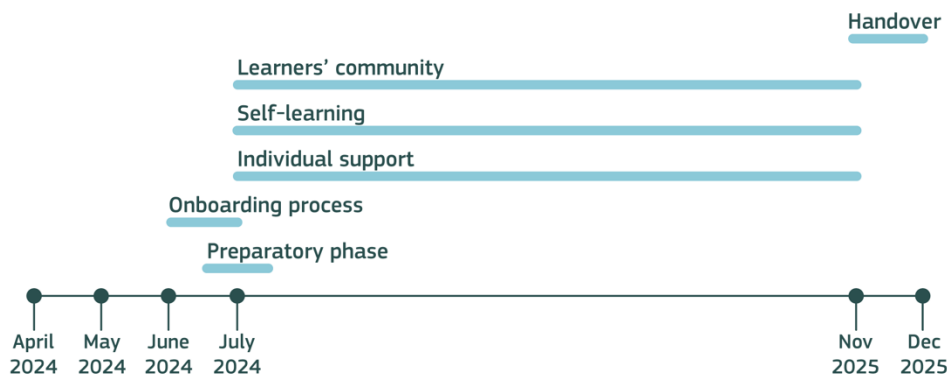 Handover
Learners’ community
Self-learning
Individual support
Onboarding process
Preparatory phase
April
2024
May
2024
June
2024
July
2024
Nov
2025
Dec
2025